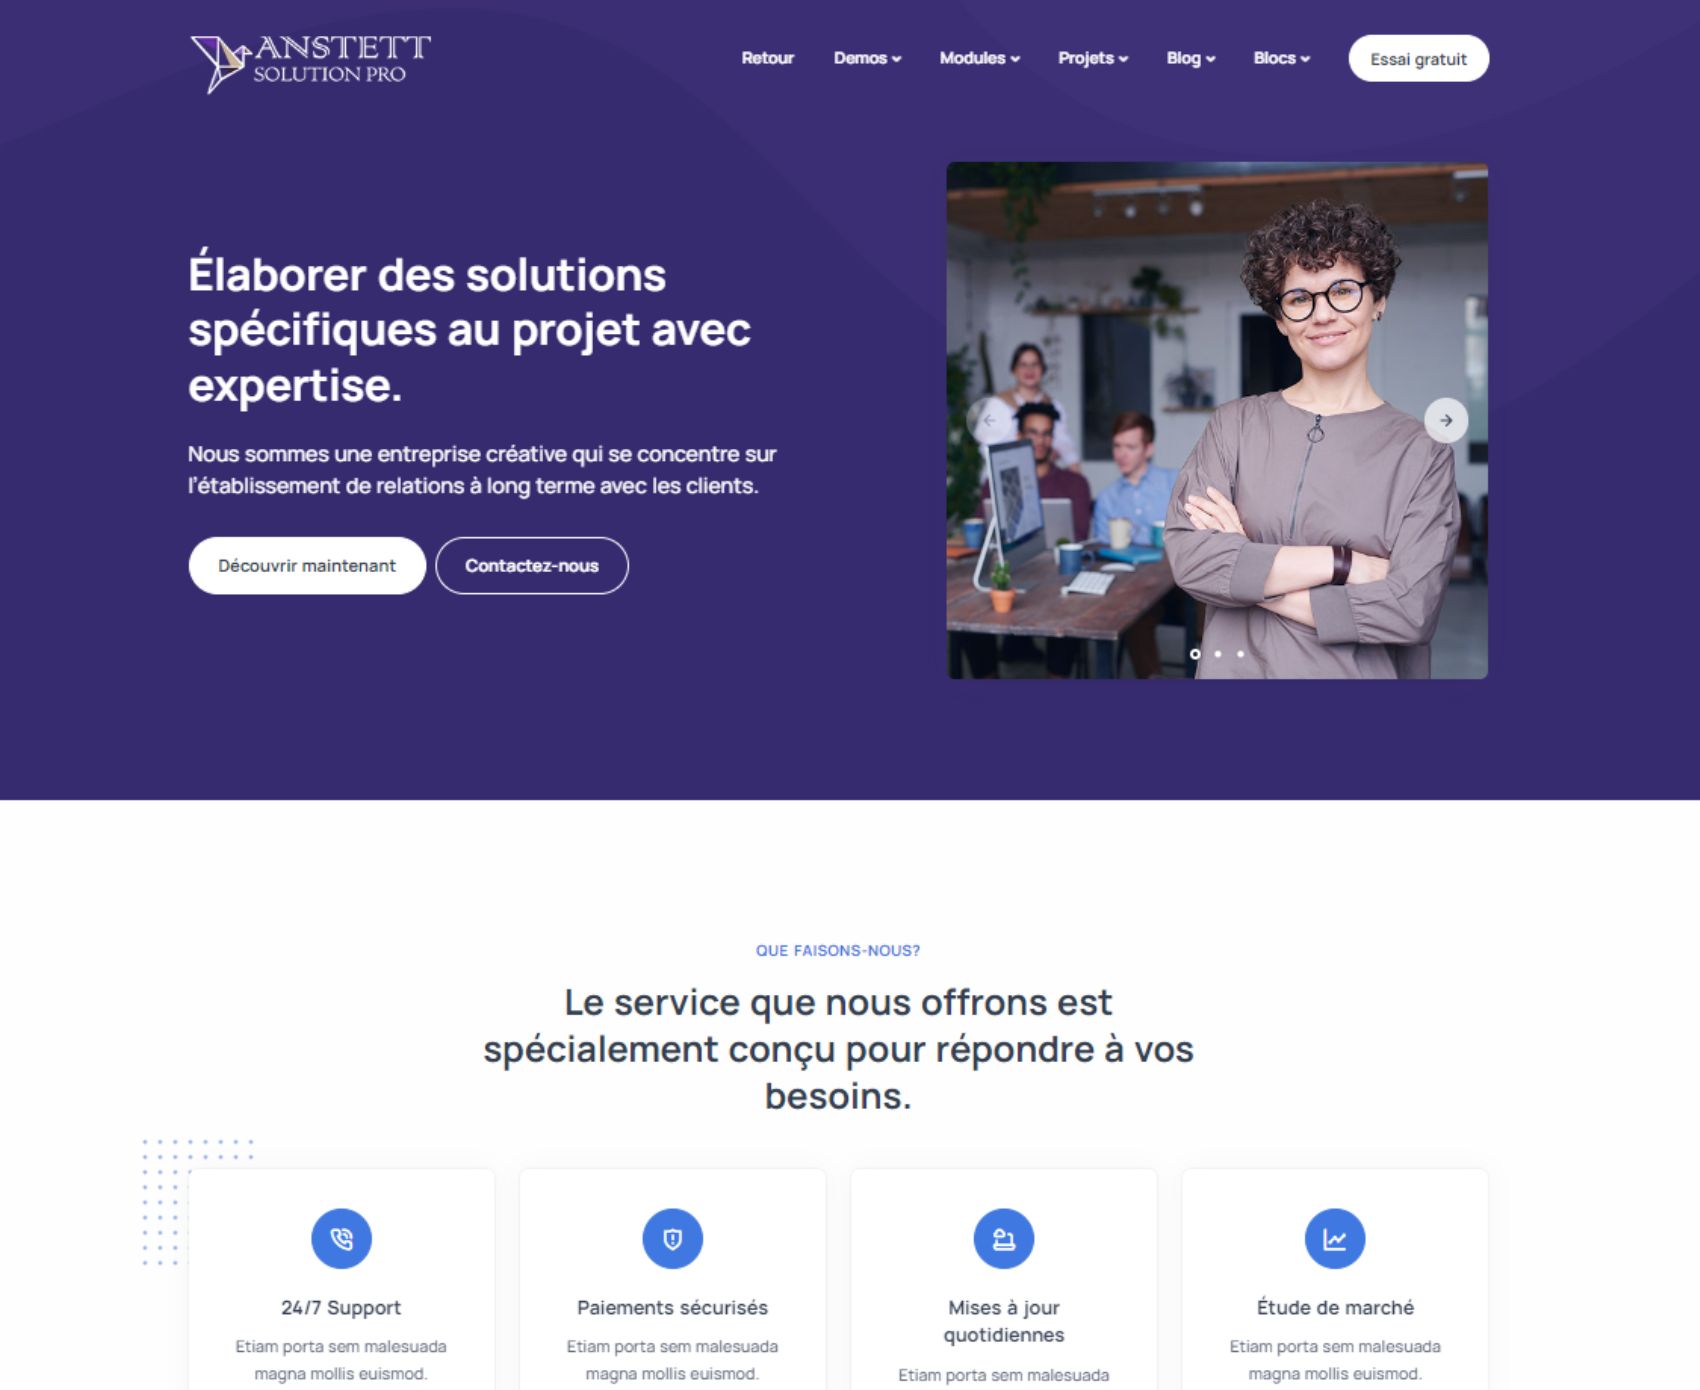 ANSTETT
SOLUTION PRO
Retour Demos Modules Projets Blog Blocs Essai gratuit
Élaborer des solutions
spécifiques au projet avec
expertise.
Nous sommes une entreprise créative qui se concentre sur
l'établissement de relations à long terme avec les clients.
Découvrir maintenant Contactez-nous
QUE FAISONS-NOUS?
Le service que nous offrons est
spécialement conçu pour répondre à vos
besoins.
24/7 Support
Etiam porta sem malesuada
magna mollis euismod.
Paiements sécurisés
Etiam porta sem malesuada
magna mollis euismod.
Mises à jour
quotidiennes
Etiam porta sem malesuada
Étude de marché
Etiam porta sem malesuada
magna mollis euismod.